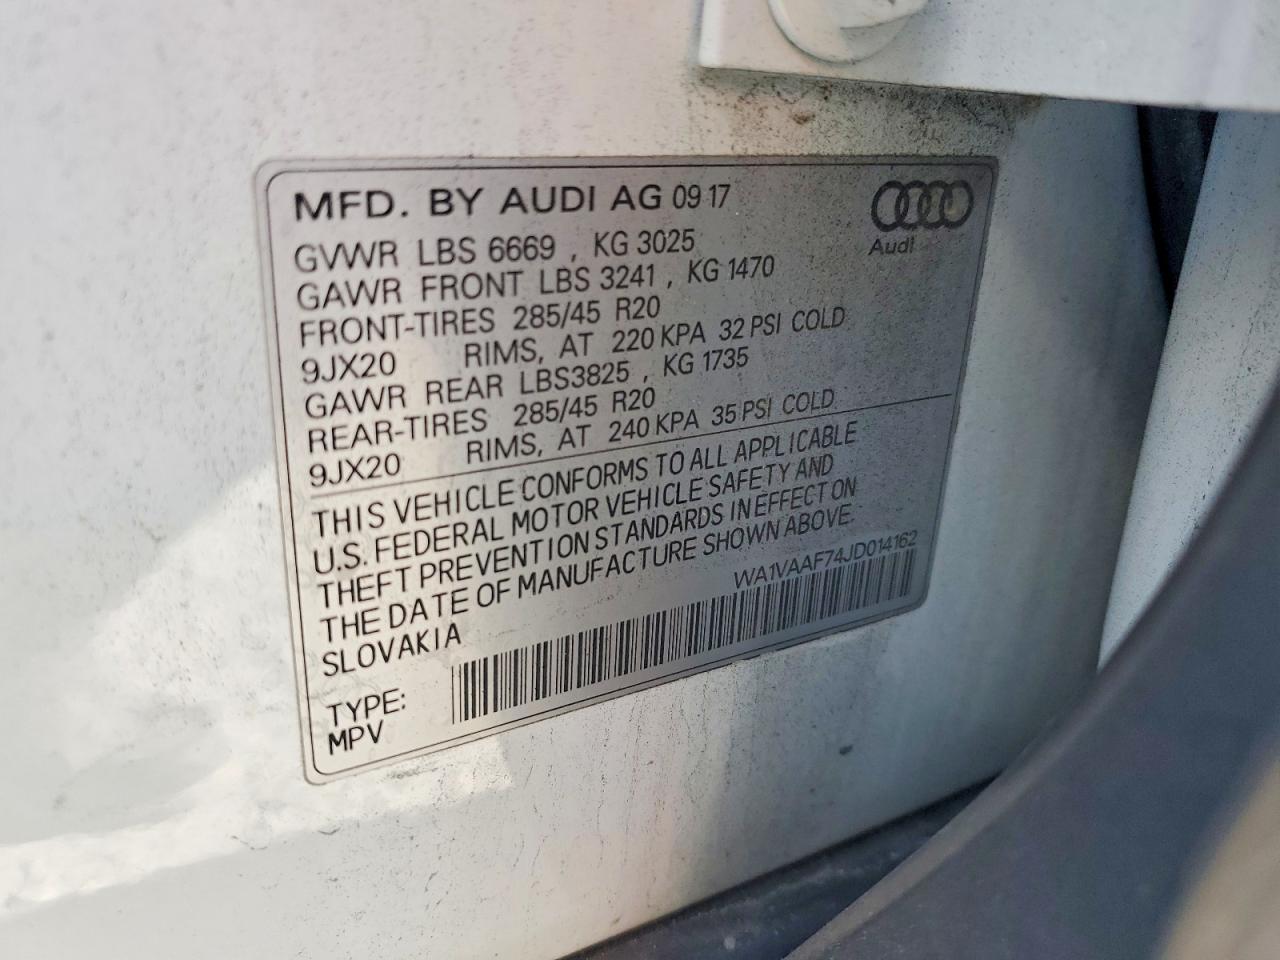 MFD. BY AUDI AG 09 17
Audi
GVWR LBS 6669 , KG 3025
GAWR FRONT LBS 3241 , KG 1470
FRONT-TIRES 285/45 R20
9JX20 RIMS, AT 220 KPA 32 PSI COLD
GAWR REAR LBS3825 , KG 1735
REAR-TIRES 285/45 R20
9JX20 RIMS, AT 240 KPA 35 PSI COLD
THIS VEHICLE CONFORMS TO ALL APPLICABLE
U.S. FEDERAL MOTOR VEHICLE SAFETY AND
THEFT PREVENTION STANDARDS IN EFFECT ON
THE DATE OF MANUFACTURE SHOWN ABOVE.
SLOVAKIA
WA1VAAF74JD014162
TYPE:
MPV